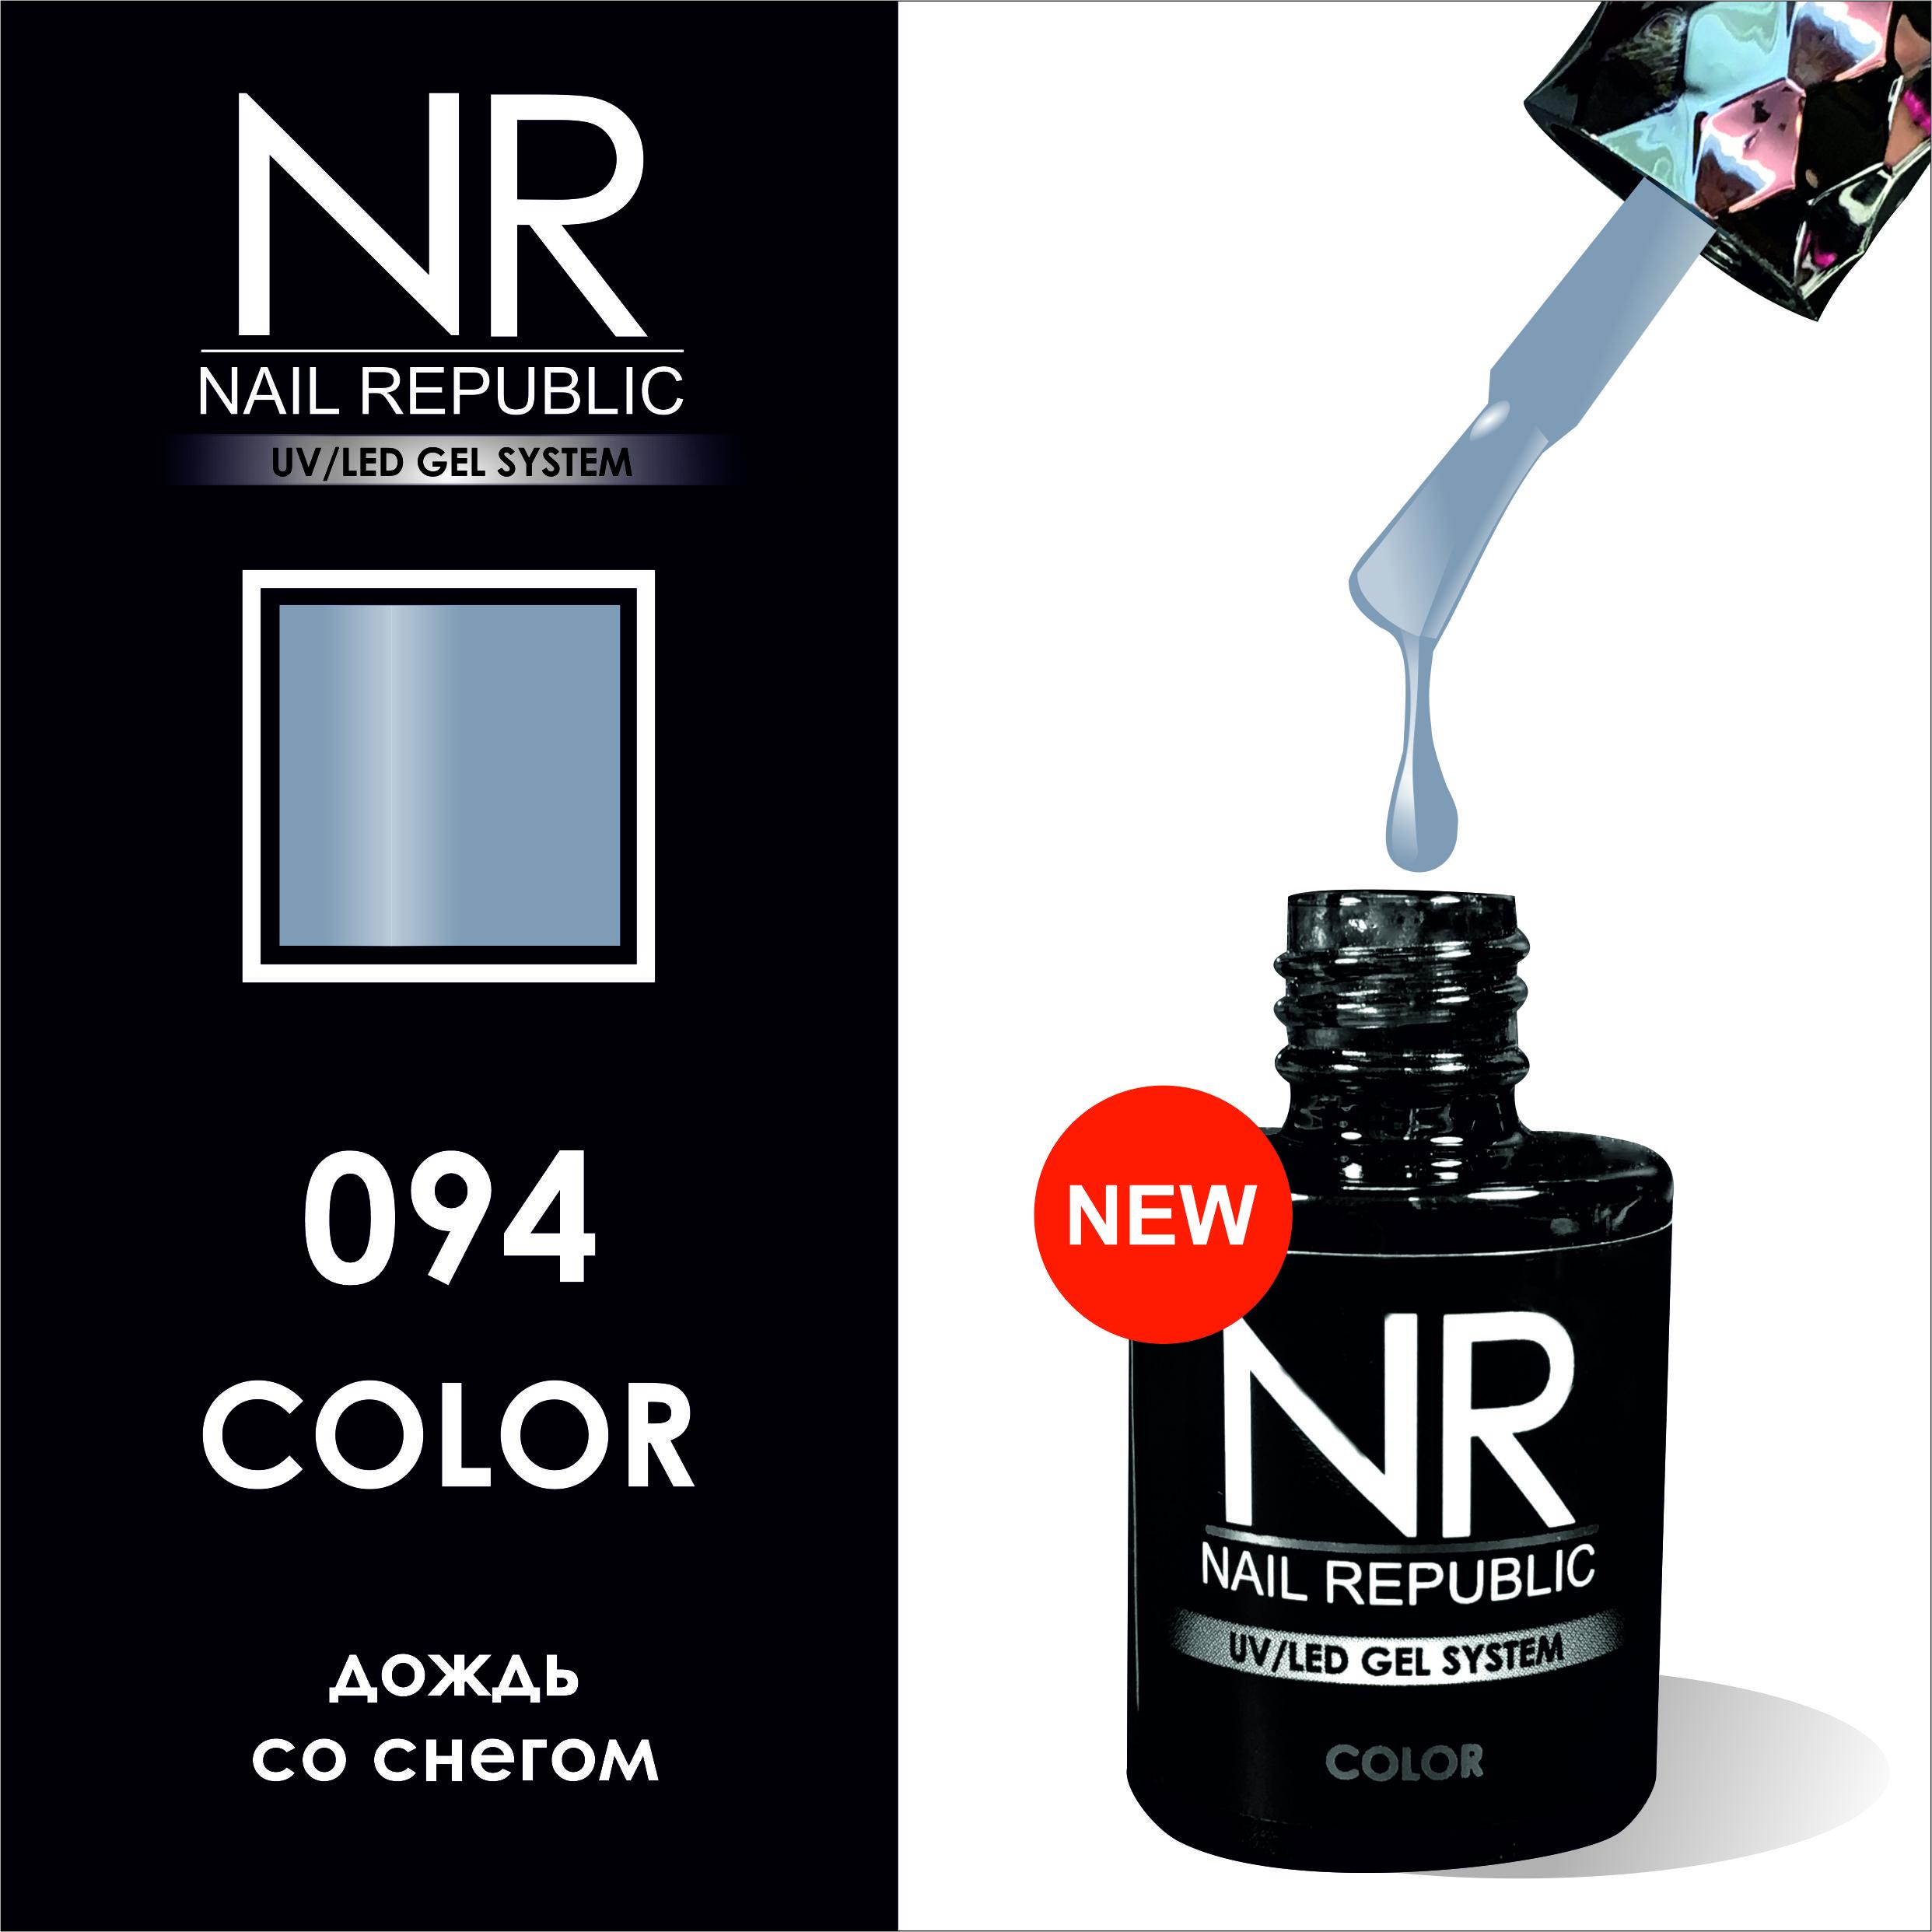 NR
NAIL REPUBLIC
UV/LED GEL SYSTEM
094
COLOR
дождь
со снегом
NEW
NR
NAIL REPUBLIC
UV/LED GEL SYSTEM
COLOR